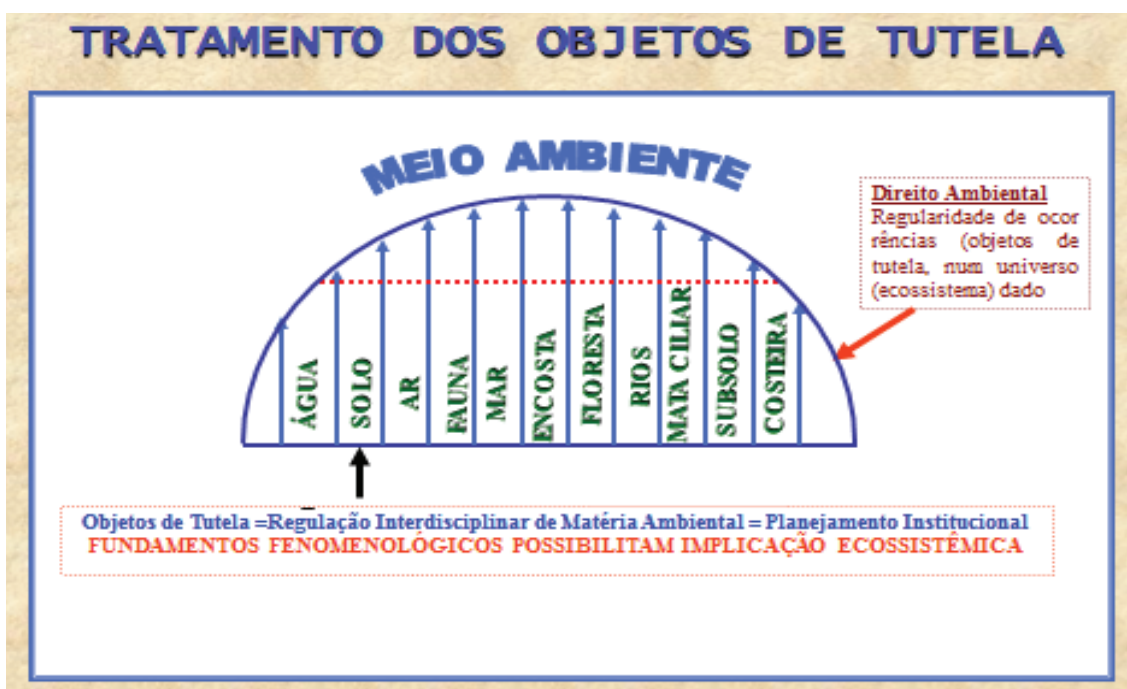 TRATAMENTO DOS OBJETOS DE TUTELA
MEIO AMBIENTE
Direito Ambiental
Regularidade de ocor
rências (objetos de
tutela, num universo
(ecossistema) dado
ÁGUA
SOLO
AR
FAUNA
MAR
ENCOSTA
FLORESTA
RIOS
MATA CILIAR
SUBSOLO
COSTEIRA
Objetos de Tutela =Regulação Interdisciplinar de Matéria Ambiental = Planejamento Institucional
FUNDAMENTOS FENOMENOLÓGICOS POSSIBILITAM IMPLICAÇÃO ECOSSISTÊMICA